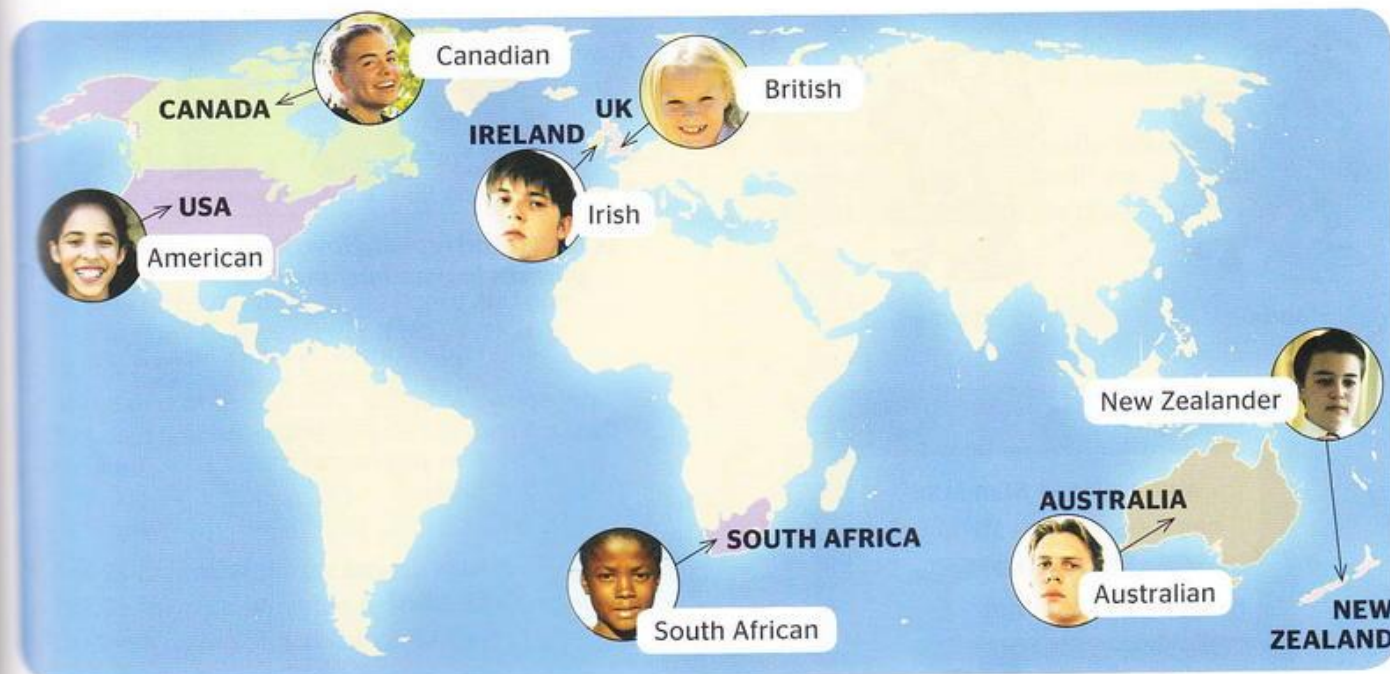 Canadian
CANADA
British
UK
IRELAND
Irish
USA
American
New Zealander
AUSTRALIA
Australian
SOUTH AFRICA
South African
NEW
ZEALAND